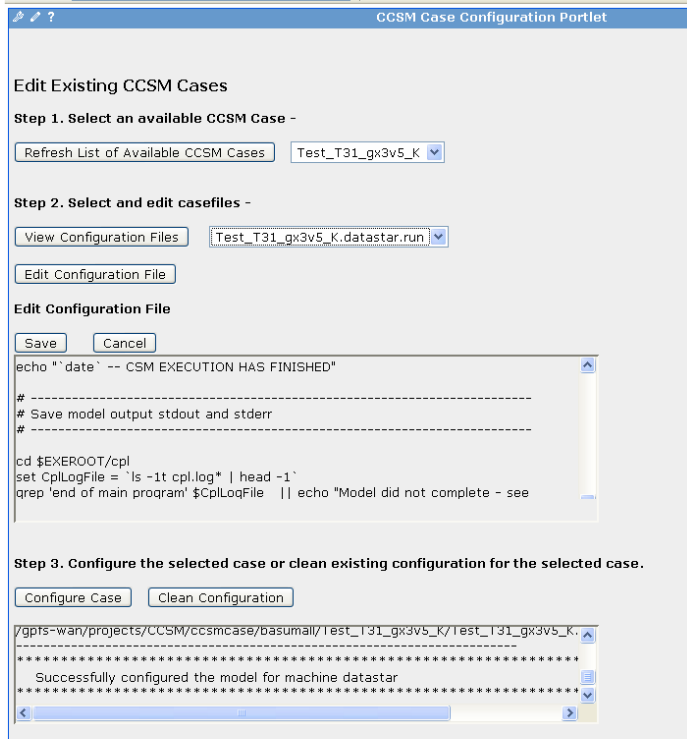 ?
CCSM Case Configuration Portlet
Edit Existing CCSM Cases
Step 1. Select an available CCSM Case -
Refresh List of Available CCSM Cases Test_T31_gx3v5_K
Step 2. Select and edit casefiles -
View Configuration Files Test_T31_gx3v5_K.datastar.run
Edit Configuration File
Edit Configuration File
Save Cancel
echo "`date` -- CSM EXECUTION HAS FINISHED"
# -------------------------------------------------------------------------
# Save model output stdout and stderr
# -------------------------------------------------------------------------
cd $EXEROOT/cpl
set CplLogFile = `ls -1t cpl.log* | head -1`
grep 'end of main program' $CplLogFile || echo "Model did not complete - see
Step 3. Configure the selected case or clean existing configuration for the selected case.
Configure Case Clean Configuration
/gpfs-wan/projects/CCSM/ccsmcase/basumall/Test_T31_gx3v5_K/Test_T31_gx3v5_K.
-------------------------------------------------------------------------
*******************************************************************
Successfully configured the model for machine datastar
*******************************************************************